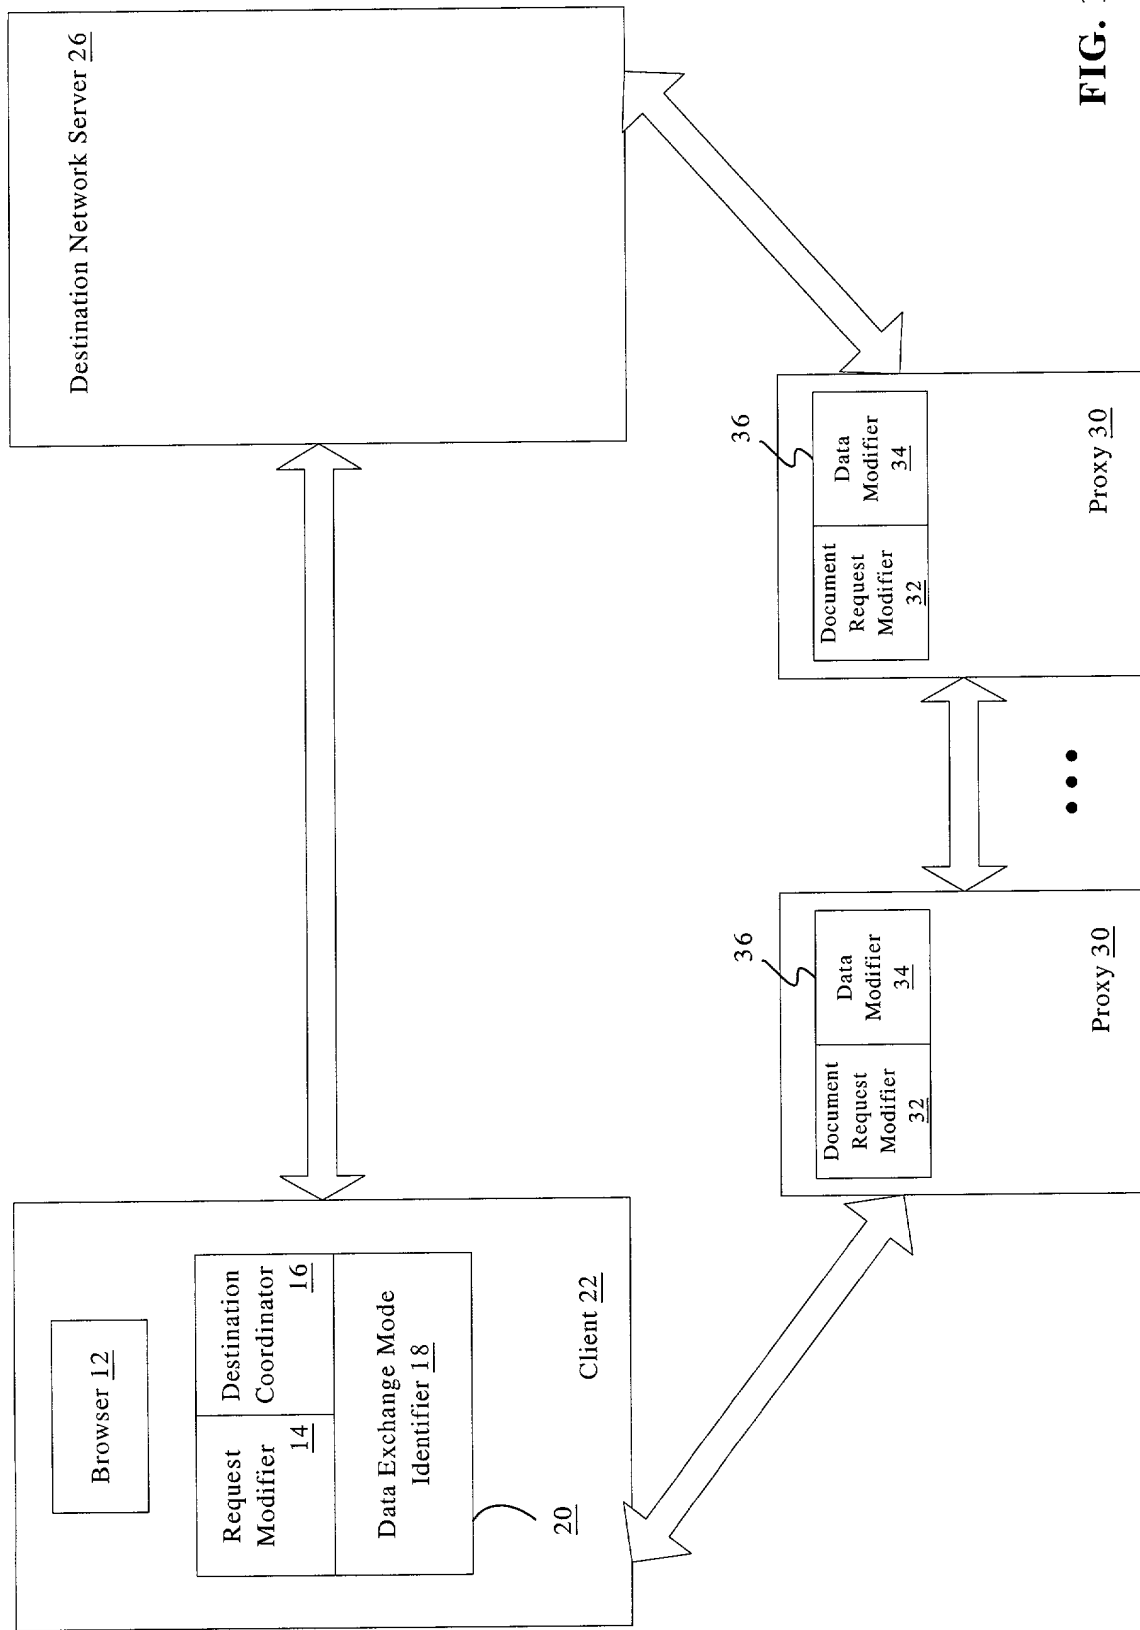 Browser 12
Request
Modifier
14
Destination
Coordinator
16
Data Exchange Mode
Identifier 18
20
Client 22
Destination Network Server 26
36
Document
Request
Modifier
32
Data
Modifier
34
Proxy 30
36
Document
Request
Modifier
32
Data
Modifier
34
Proxy 30
FIG.